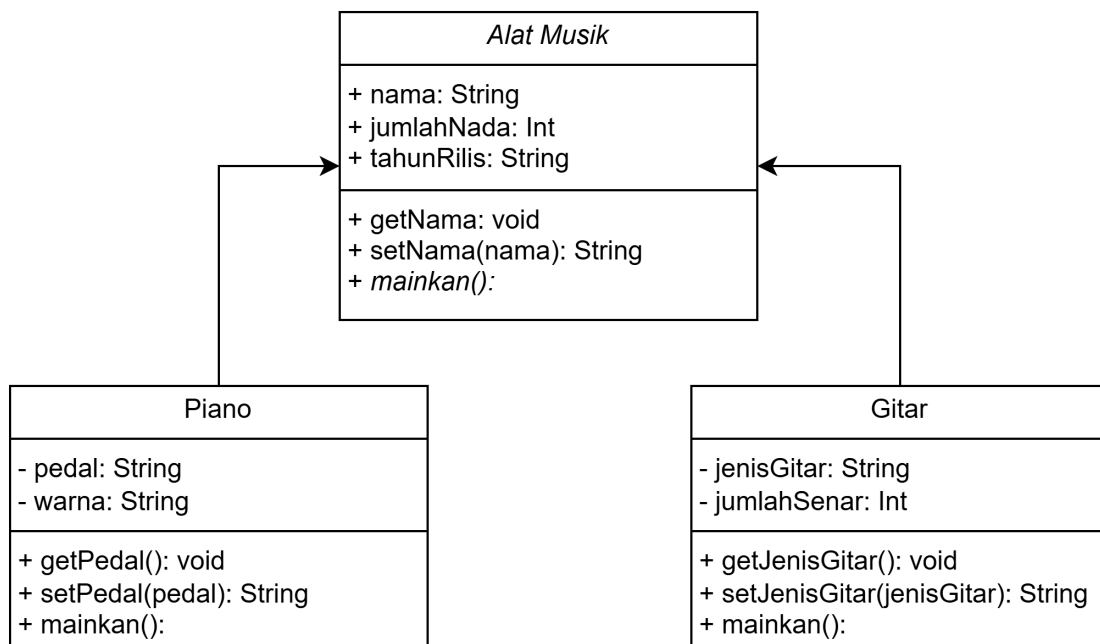 Alat Musik
+ nama: String
+ jumlahNada: Int
+ tahunRilis: String
+ getNama: void
+ setNama(nama): String
+ mainkan():
Piano
- pedal: String
- warna: String
+ getPedal(): void
+ setPedal(pedal): String
+ mainkan():
Gitar
- jenisGitar: String
- jumlahSenar: Int
+ getJenisGitar(): void
+ setJenisGitar(jenisGitar): String
+ mainkan():